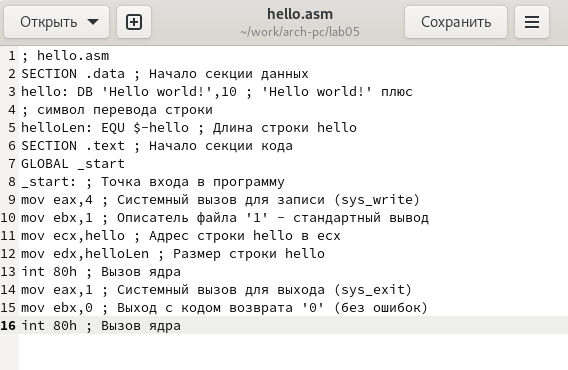 Открыть
hello.asm
~/work/arch-pc/lab05
Сохранить
1 ; hello.asm
2 SECTION .data ; Начало секции данных
3 hello: DB 'Hello world!',10 ; 'Hello world!' плюс
4 ; символ перевода строки
5 helloLen: EQU $-hello ; Длина строки hello
6 SECTION .text ; Начало секции кода
7 GLOBAL _start
8 _start: ; Точка входа в программу
9 mov eax,4 ; Системный вызов для записи (sys_write)
10 mov ebx,1 ; Описатель файла '1' - стандартный вывод
11 mov ecx,hello ; Адрес строки hello в ecx
12 mov edx,helloLen ; Размер строки hello
13 int 80h ; Вызов ядра
14 mov eax,1 ; Системный вызов для выхода (sys_exit)
15 mov ebx,0 ; Выход с кодом возврата '0' (без ошибок)
16 int 80h ; Вызов ядра